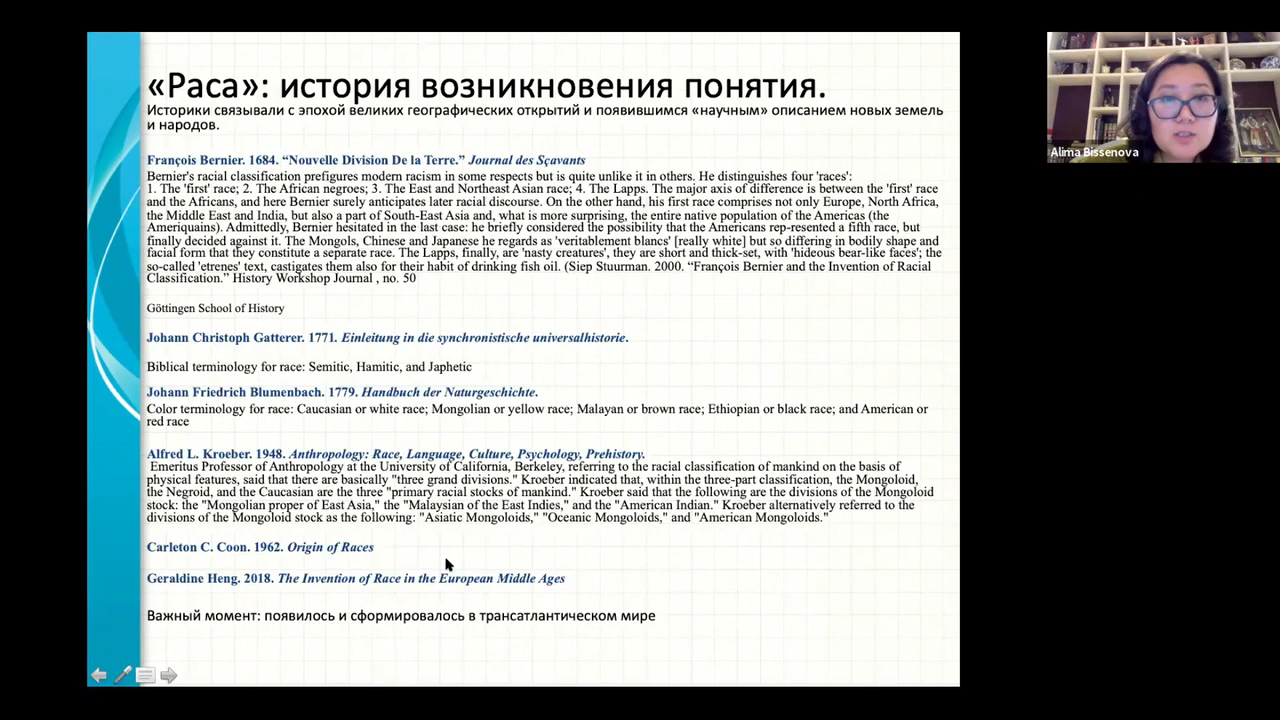 «Раса»: история возникновения понятия.
Историки связывали с эпохой великих географических открытий и появившимся «научным» описанием новых земель
и народов.
François Bernier. 1684. “Nouvelle Division De la Terre.” Journal des Sçavants
Bernier's racial classification prefigures modern racism in some respects but is quite unlike it in others. He distinguishes four 'races':
1. The 'first' race; 2. The African negroes; 3. The East and Northeast Asian race; 4. The Lapps. The major axis of difference is between the 'first' race
and the Africans, and here Bernier surely anticipates later racial discourse. On the other hand, his first race comprises not only Europe, North Africa,
the Middle East and India, but also a part of South-East Asia and, what is more surprising, the entire native population of the Americas (the
Ameriquains). Admittedly, Bernier hesitated in the last case: he briefly considered the possibility that the Americans rep-resented a fifth race, but
finally decided against it. The Mongols, Chinese and Japanese he regards as 'veritablement blancs' [really white] but so differing in bodily shape and
facial form that they constitute a separate race. The Lapps, finally, are 'nasty creatures', they are short and thick-set, with 'hideous bear-like faces'; the
so-called 'etrenes' text, castigates them also for their habit of drinking fish oil. (Siep Stuurman. 2000. “François Bernier and the Invention of Racial
Classification.” History Workshop Journal , no. 50
Göttingen School of History
Johann Christoph Gatterer. 1771. Einleitung in die synchronistische universalhistorie.
Biblical terminology for race: Semitic, Hamitic, and Japhetic
Johann Friedrich Blumenbach. 1779. Handbuch der Naturgeschichte.
Color terminology for race: Caucasian or white race; Mongolian or yellow race; Malayan or brown race; Ethiopian or black race; and American or
red race
Alfred L. Kroeber. 1948. Anthropology: Race, Language, Culture, Psychology, Prehistory.
Emeritus Professor of Anthropology at the University of California, Berkeley, referring to the racial classification of mankind on the basis of
physical features, said that there are basically "three grand divisions." Kroeber indicated that, within the three-part classification, the Mongoloid,
the Negroid, and the Caucasian are the three "primary racial stocks of mankind." Kroeber said that the following are the divisions of the Mongoloid
stock: the "Mongolian proper of East Asia," the "Malaysian of the East Indies," and the "American Indian." Kroeber alternatively referred to the
divisions of the Mongoloid stock as the following: "Asiatic Mongoloids," "Oceanic Mongoloids," and "American Mongoloids."
Carleton C. Coon. 1962. Origin of Races
Geraldine Heng. 2018. The Invention of Race in the European Middle Ages
Важный момент: появилось и сформировалось в трансатлантическом мире
Alima Bissenova